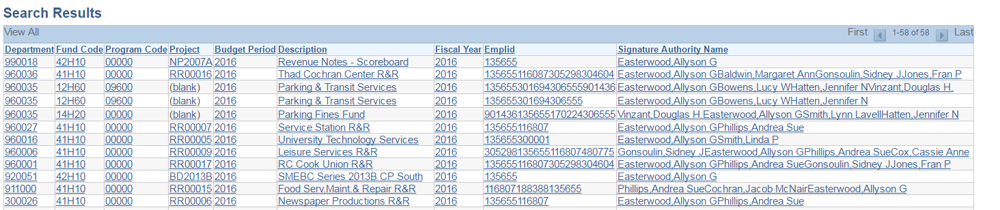 Search Results
View All First 1-58 of 58 Last
Department Fund Code Program Code Project Budget Period Description Fiscal Year Emplid Signature Authority Name
990018 42H10 00000 NP2007A 2016 Revenue Notes - Scoreboard 2016 135655 Easterwood,Allyson G
960036 41H10 00000 RR00016 2016 Thad Cochran Center R&R 2016 135655116087305298304604 Easterwood,Allyson GBaldwin,Margaret AnnGonsoulin,Sidney JJones,Fran P
960035 12H60 09600 (blank) 2016 Parking & Transit Services 2016 135655301694306555901436 Easterwood,Allyson GBowens,Lucy WHatten,Jennifer NVinzant,Douglas H.
960035 12H60 09600 (blank) 2016 Parking & Transit Services 2016 135655301694306555 Easterwood,Allyson GBowens,Lucy WHatten,Jennifer N
960035 14H20 00000 (blank) 2016 Parking Fines Fund 2016 901436135655170224306555 Vinzant,Douglas H.Easterwood,Allyson GSmith,Lynn LavellHatten,Jennifer N
960027 41H10 00000 RR00007 2016 Service Station R&R 2016 135655116807 Easterwood,Allyson GPhillips,Andrea Sue
960016 41H10 00000 RR00005 2016 University Technology Services 2016 135655300001 Easterwood,Allyson GSmith,Linda P
960006 41H10 00000 RR00009 2016 Leisure Services R&R 2016 305298135655116807480775 Gonsoulin,Sidney JEasterwood,Allyson GPhillips,Andrea SueCox,Cassie Anne
960001 41H10 00000 RR00017 2016 RC Cook Union R&R 2016 135655116807305298304604 Easterwood,Allyson GPhillips,Andrea SueGonsoulin,Sidney JJones,Fran P
920051 42H10 00000 BD2013B 2016 SMEBC Series 2013B CP South 2016 135655 Easterwood,Allyson G
911000 41H10 00000 RR00015 2016 Food Serv.Maint.& Repair R&R 2016 116807188388135655 Phillips,Andrea SueCochran,Jacob McNairEasterwood,Allyson G
300026 41H10 00000 RR00006 2016 Newspaper Productions R&R 2016 135655116807 Easterwood,Allyson GPhillips,Andrea Sue